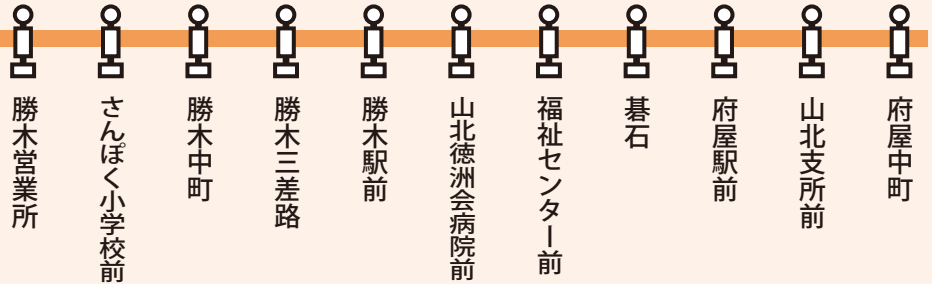 勝木営業所
さんぽく小学校前
勝木中町
勝木三差路
勝木駅前
山北徳洲会病院前
福祉センター前
碁石
府屋駅前
山北支所前
府屋中町